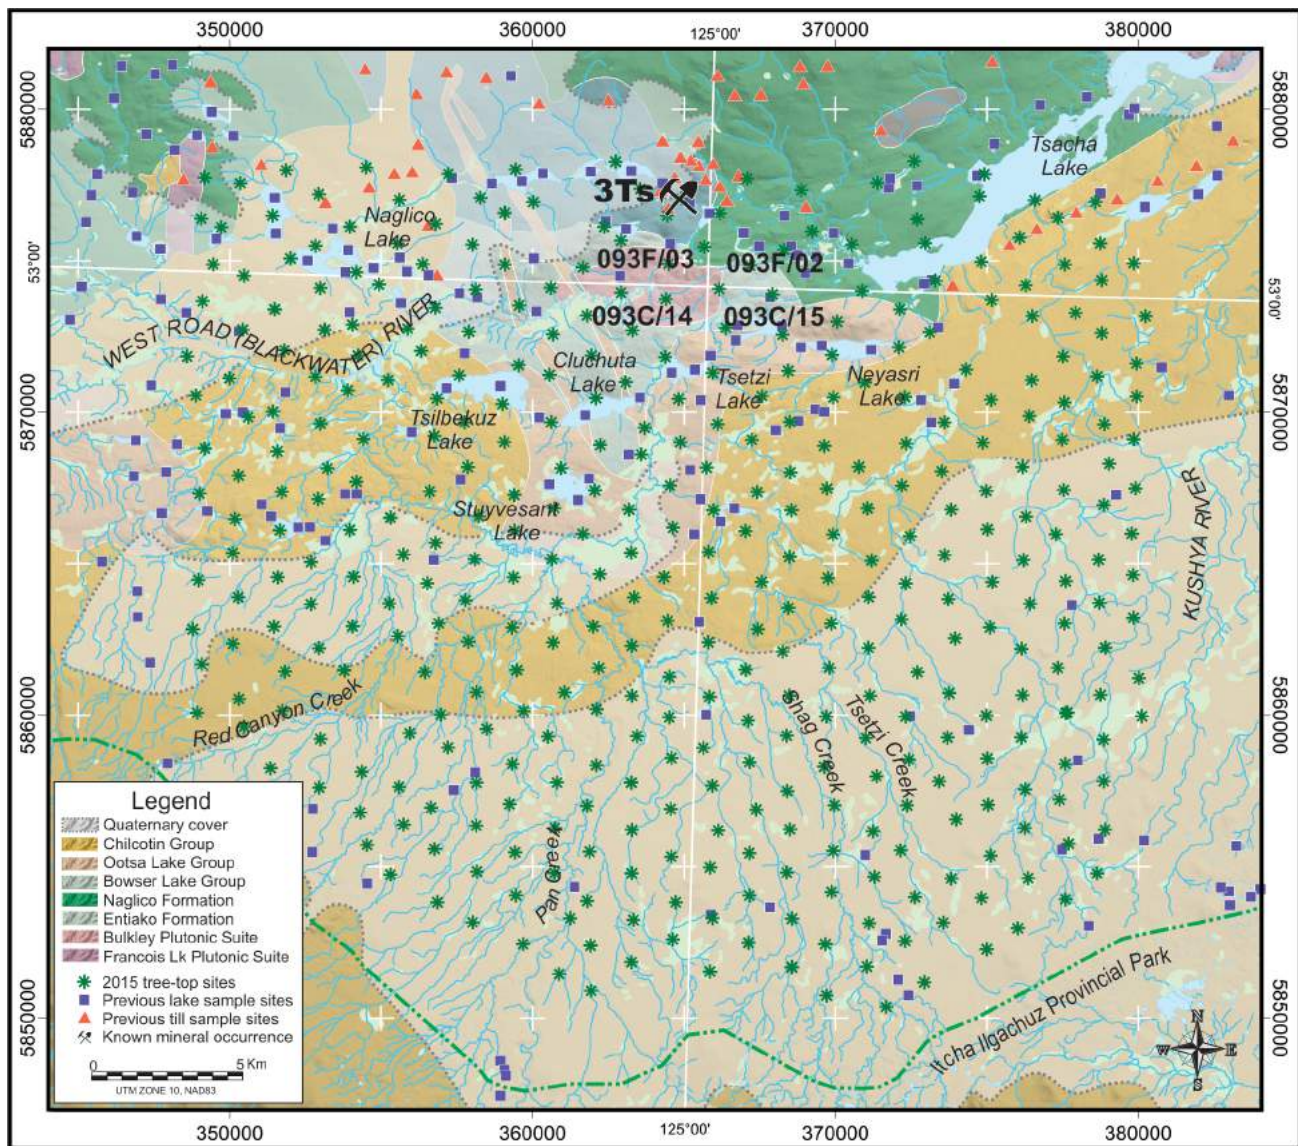 350000
360000
125°00'
370000
380000
5880000
5880000
Tsacha
Lake
3Ts
Naglico
Lake
093F/03
093F/02
53°00'
53°00'
093C/14
093C/15
WEST ROAD (BLACKWATER) RIVER
Cluchuta
Lake
Tsetzi
Lake
Neyasri
Lake
5870000
5870000
Tsilbekuz
Lake
KUSHYA RIVER
Stuyvesant
Lake
Red Canyon Creek
Shag Creek
Tsetzi Creek
5860000
5860000
Pan Creek
Legend
Quaternary cover
Chilcotin Group
Ootsa Lake Group
Bowser Lake Group
Naglico Formation
Entiako Formation
Bulkley Plutonic Suite
Francois Lk Plutonic Suite
2015 tree-top sites
Previous lake sample sites
Previous till sample sites
Known mineral occurrence
0 5 Km
UTM ZONE 10, NAD83
Itcha Ilgachuz Provincial Park
N
W E
S
5850000
5850000
350000
360000
125°00'
370000
380000